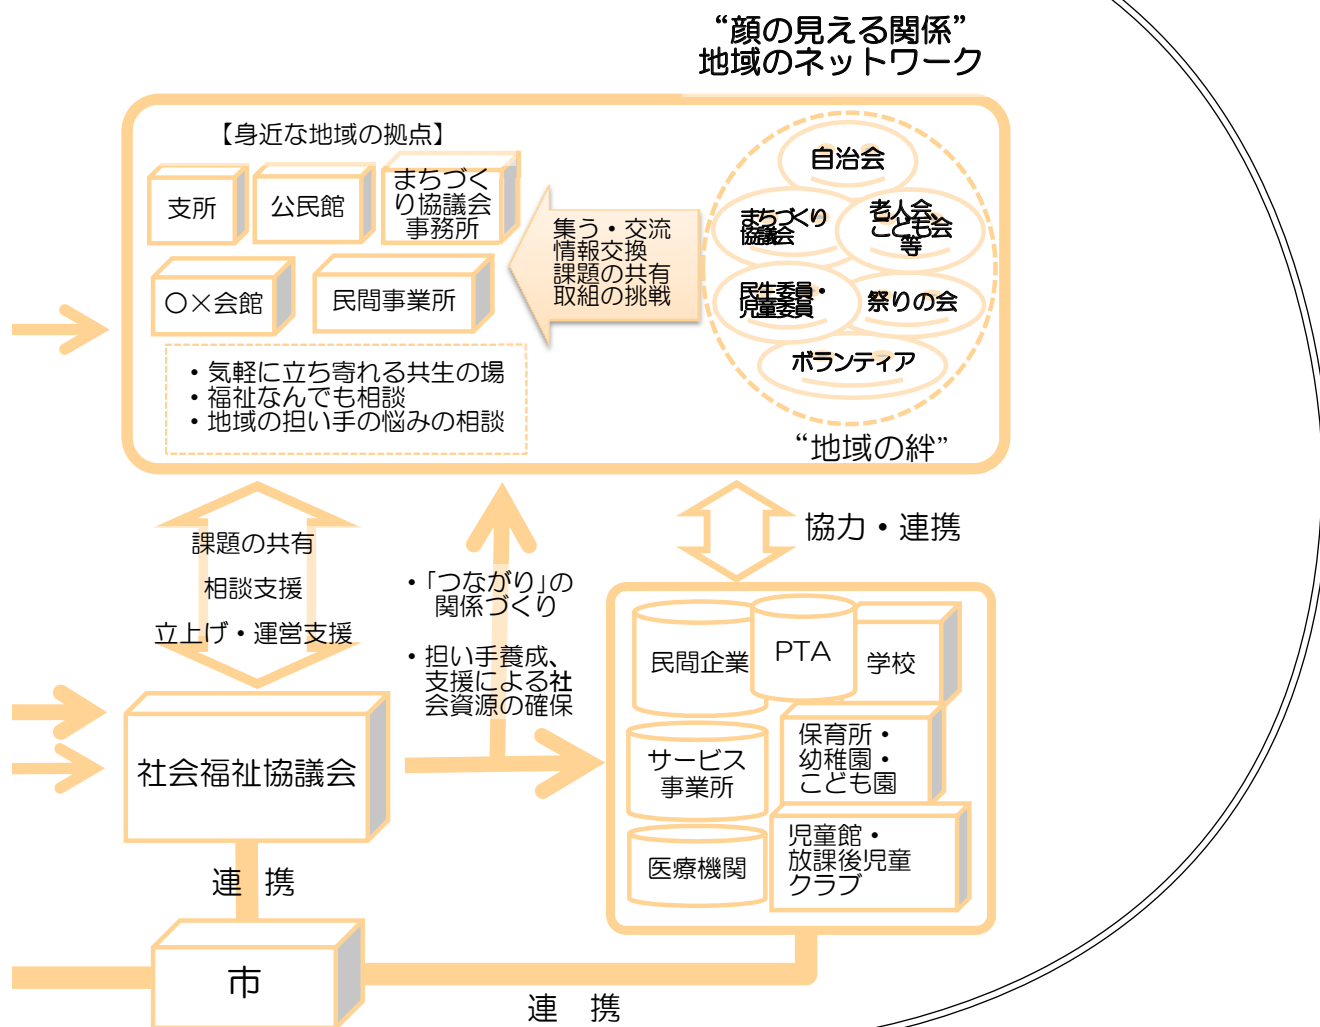 “顔の見える関係”
地域のネットワーク
【身近な地域の拠点】
支所
公民館
まちづく
り協議会
事務所
〇×会館
民間事業所
・気軽に立ち寄れる共生の場
・福祉なんでも相談
・地域の担い手の悩みの相談
集う・交流
情報交換
課題の共有
取組の挑戦
自治会
まちづくり
協議会
老人会、
こども会
等
民生委員・
児童委員
祭りの会
ボランティア
“地域の絆”
課題の共有
相談支援
立上げ・運営支援
・「つながり」の
関係づくり
・担い手養成、
支援による社
会資源の確保
協力・連携
民間企業
PTA
学校
サービス
事業所
保育所・
幼稚園・
こども園
医療機関
児童館・
放課後児童
クラブ
社会福祉協議会
連 携
市
連 携